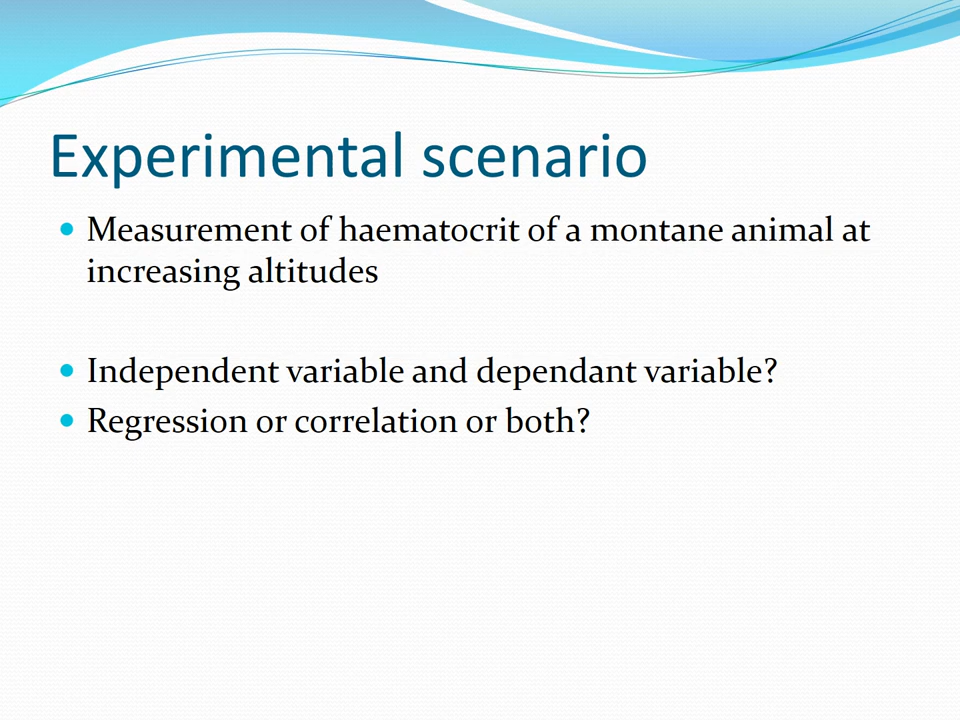 Experimental scenario
• Measurement of haematocrit of a montane animal at
increasing altitudes
• Independent variable and dependant variable?
• Regression or correlation or both?